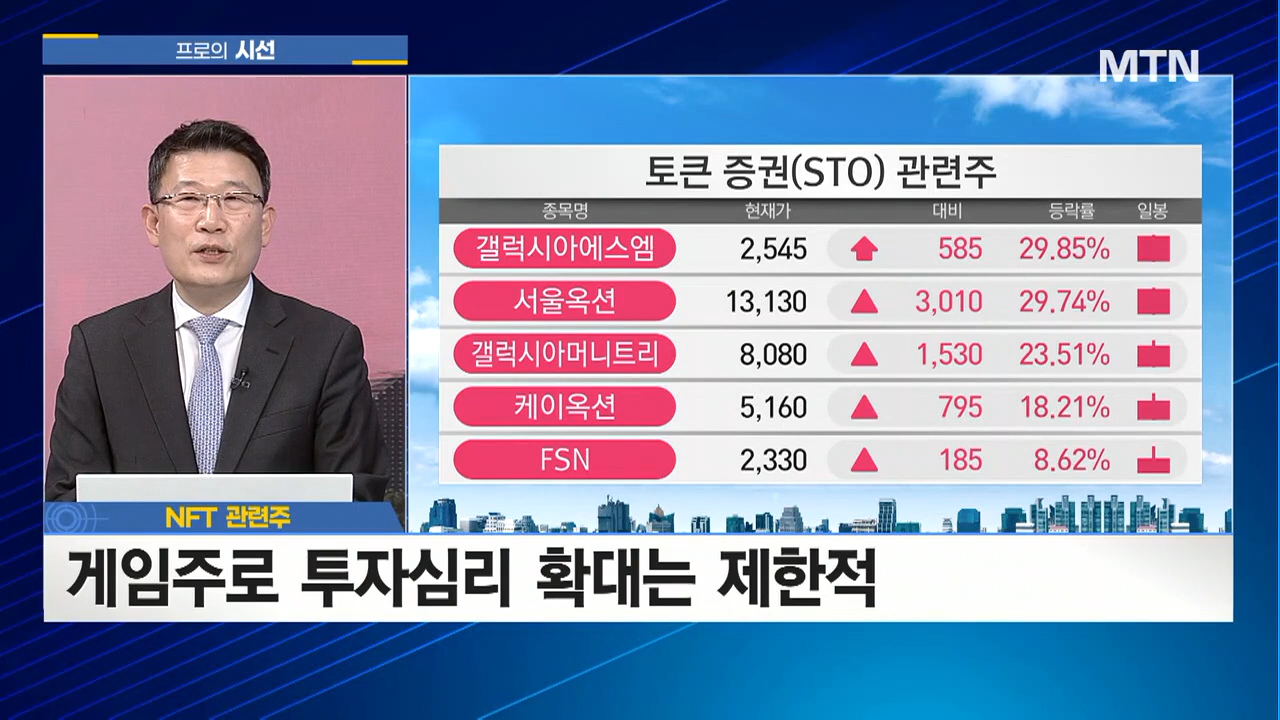 프로의 시선
MTN
토큰 증권(STO) 관련주
종목명 현재가 대비 등락률 일봉
갤럭시아에스엠 2,545 585 29.85%
서울옥션 13,130 3,010 29.74%
갤럭시아머니트리 8,080 1,530 23.51%
케이옥션 5,160 795 18.21%
FSN 2,330 185 8.62%
NFT 관련주
게임주로 투자심리 확대는 제한적